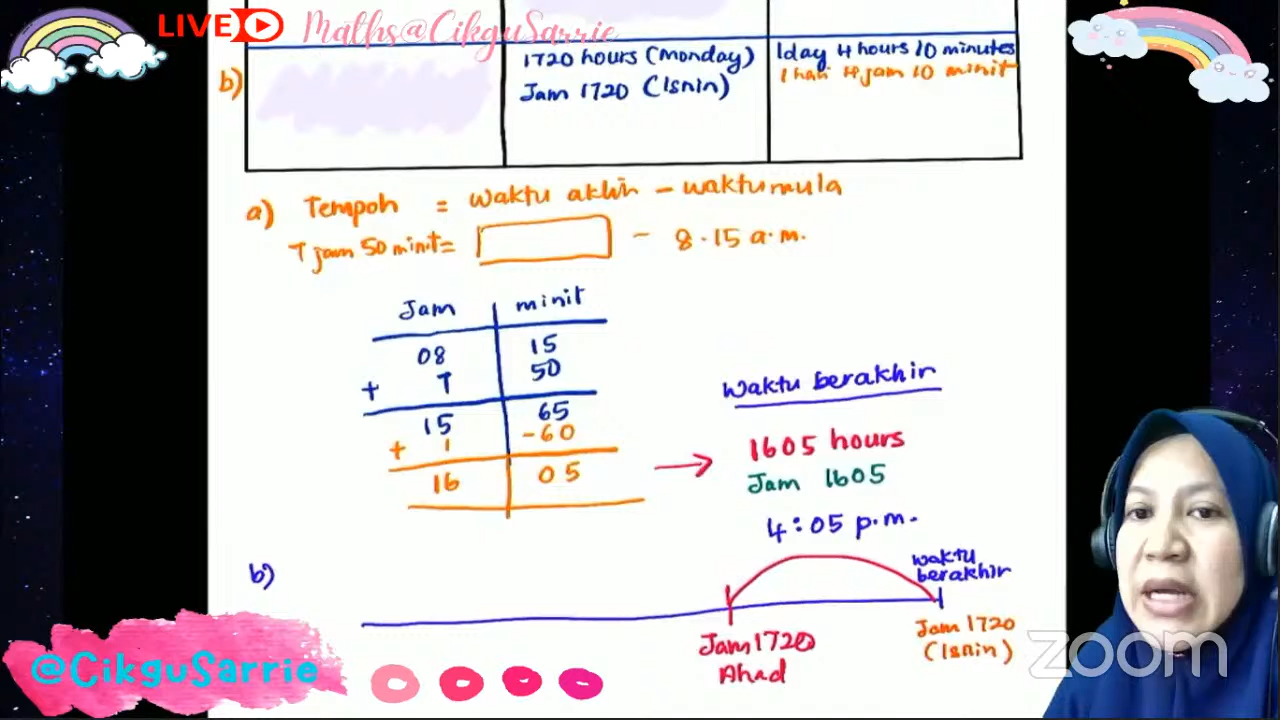 LIVE Maths@CikguSarrie
b)
1720 hours (Monday)
Jam 1720 (Isnin)
1day 4 hours 10 minutes
1 hari 4 jam 10 minit
a) Tempoh = waktu akhir - waktu mula
7 jam 50 minit = - 8.15 a.m.
Jam minit
08 15
+ 7 50
15 65
+ 1 -60
16 05
Waktu berakhir
1605 hours
Jam 1605
4:05 p.m.
b)
waktu
berakhir
Jam 1720
Ahad
Jam 1720
(Isnin)
@CikguSarrie
zoom